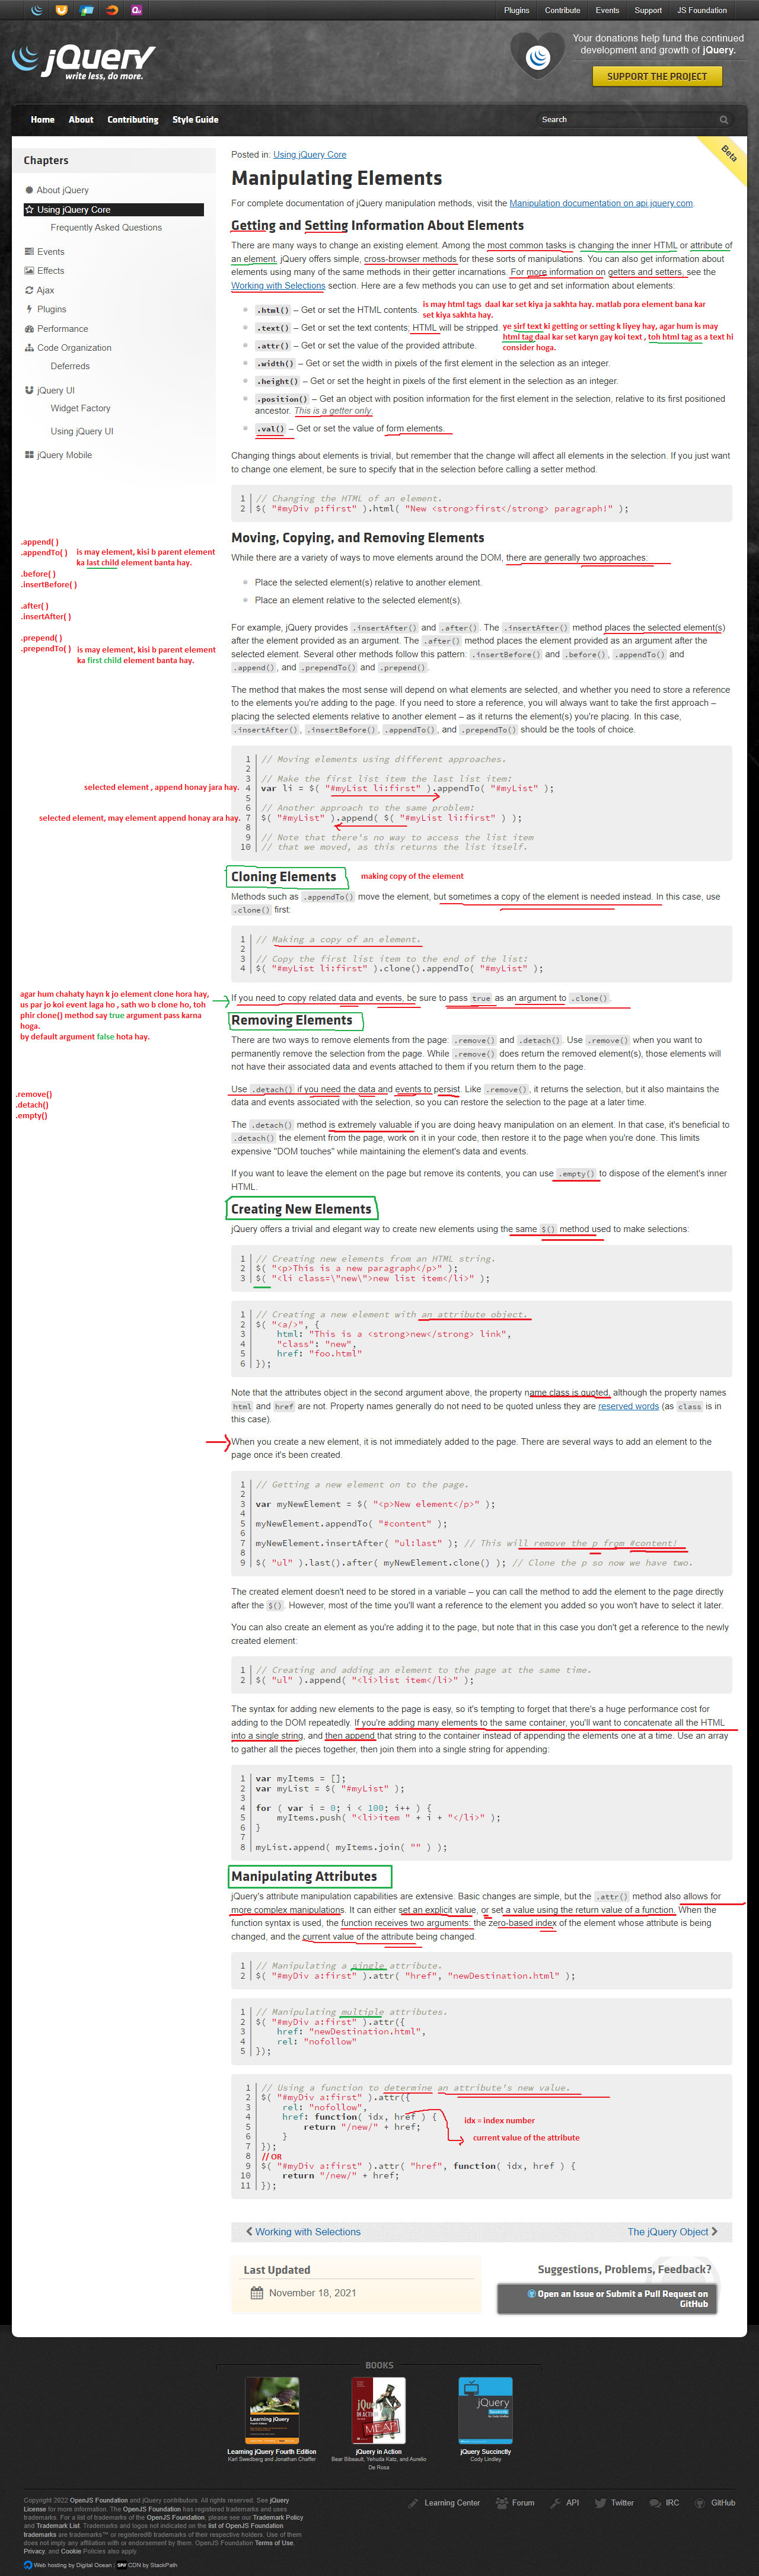 Plugins Contribute Events Support JS Foundation
jQuery
write less, do more.
Your donations help fund the continued
development and growth of jQuery.
SUPPORT THE PROJECT
Home About Contributing Style Guide
Search
Beta
Chapters
About jQuery
Using jQuery Core
Frequently Asked Questions
Events
Effects
Ajax
Plugins
Performance
Code Organization
Deferreds
jQuery UI
Widget Factory
Using jQuery UI
jQuery Mobile
Posted in: Using jQuery Core
Manipulating Elements
For complete documentation of jQuery manipulation methods, visit the Manipulation documentation on api.jquery.com.
Getting and Setting Information About Elements
There are many ways to change an existing element. Among the most common tasks is changing the inner HTML or attribute of
an element. jQuery offers simple, cross-browser methods for these sorts of manipulations. You can also get information about
elements using many of the same methods in their getter incarnations. For more information on getters and setters, see the
Working with Selections section. Here are a few methods you can use to get and set information about elements:
.html() – Get or set the HTML contents.
is may html tags daal kar set kiya ja sakhta hay. matlab pora element bana kar
set kiya sakhta hay.
.text() – Get or set the text contents; HTML will be stripped.
ye sirf text ki getting or setting k liyey hay, agar hum is may
html tag daal kar set karyn gay koi text , toh html tag as a text hi
consider hoga.
.attr() – Get or set the value of the provided attribute.
.width() – Get or set the width in pixels of the first element in the selection as an integer.
.height() – Get or set the height in pixels of the first element in the selection as an integer.
.position() – Get an object with position information for the first element in the selection, relative to its first positioned
ancestor. This is a getter only.
.val() – Get or set the value of form elements.
Changing things about elements is trivial, but remember that the change will affect all elements in the selection. If you just want
to change one element, be sure to specify that in the selection before calling a setter method.
1 // Changing the HTML of an element.
2 $( "#myDiv p:first" ).html( "New <strong>first</strong> paragraph!" );
Moving, Copying, and Removing Elements
While there are a variety of ways to move elements around the DOM, there are generally two approaches:
Place the selected element(s) relative to another element.
Place an element relative to the selected element(s).
.append( )
.appendTo( ) is may element, kisi b parent element
ka last child element banta hay.
.before( )
.insertBefore( )
.after( )
.insertAfter( )
.prepend( )
.prependTo( ) is may element, kisi b parent element
ka first child element banta hay.
For example, jQuery provides .insertAfter() and .after(). The .insertAfter() method places the selected element(s)
after the element provided as an argument. The .after() method places the element provided as an argument after the
selected element. Several other methods follow this pattern: .insertBefore() and .before(), .appendTo() and
.append(), and .prependTo() and .prepend().
The method that makes the most sense will depend on what elements are selected, and whether you need to store a reference
to the elements you're adding to the page. If you need to store a reference, you will always want to take the first approach –
placing the selected elements relative to another element – as it returns the element(s) you're placing. In this case,
.insertAfter(), .insertBefore(), .appendTo(), and .prependTo() should be the tools of choice.
1 // Moving elements using different approaches.
2
3 // Make the first list item the last list item:
4 var li = $( "#myList li:first" ).appendTo( "#myList" );
5
6 // Another approach to the same problem:
7 $( "#myList" ).append( $( "#myList li:first" ) );
8
9 // Note that there's no way to access the list item
10 // that we moved, as this returns the list itself.
selected element , append honay jara hay.
selected element, may element append honay ara hay.
Cloning Elements
making copy of the element
Methods such as .appendTo() move the element, but sometimes a copy of the element is needed instead. In this case, use
.clone() first:
1 // Making a copy of an element.
2
3 // Copy the first list item to the end of the list:
4 $( "#myList li:first" ).clone().appendTo( "#myList" );
agar hum chahaty hayn k jo element clone hora hay,
us par jo koi event laga ho , sath wo b clone ho, toh
phir clone() method say true argument pass karna
hoga.
by default argument false hota hay.
If you need to copy related data and events, be sure to pass true as an argument to .clone().
Removing Elements
There are two ways to remove elements from the page: .remove() and .detach(). Use .remove() when you want to
permanently remove the selection from the page. While .remove() does return the removed element(s), those elements will
not have their associated data and events attached to them if you return them to the page.
.remove()
.detach()
.empty()
Use .detach() if you need the data and events to persist. Like .remove(), it returns the selection, but it also maintains the
data and events associated with the selection, so you can restore the selection to the page at a later time.
The .detach() method is extremely valuable if you are doing heavy manipulation on an element. In that case, it's beneficial to
.detach() the element from the page, work on it in your code, then restore it to the page when you're done. This limits
expensive "DOM touches" while maintaining the element's data and events.
If you want to leave the element on the page but remove its contents, you can use .empty() to dispose of the element's inner
HTML.
Creating New Elements
jQuery offers a trivial and elegant way to create new elements using the same $() method used to make selections:
1 // Creating new elements from an HTML string.
2 $( "<p>This is a new paragraph</p>" );
3 $( "<li class=\"new\">new list item</li>" );
1 // Creating a new element with an attribute object.
2 $( "<a/>", {
3 html: "This is a <strong>new</strong> link",
4 "class": "new",
5 href: "foo.html"
6 });
Note that the attributes object in the second argument above, the property name class is quoted, although the property names
html and href are not. Property names generally do not need to be quoted unless they are reserved words (as class is in
this case).
When you create a new element, it is not immediately added to the page. There are several ways to add an element to the
page once it's been created.
1 // Getting a new element on to the page.
2
3 var myNewElement = $( "<p>New element</p>" );
4
5 myNewElement.appendTo( "#content" );
6
7 myNewElement.insertAfter( "ul:last" ); // This will remove the p from #content!
8
9 $( "ul" ).last().after( myNewElement.clone() ); // Clone the p so now we have two.
The created element doesn't need to be stored in a variable – you can call the method to add the element to the page directly
after the $(). However, most of the time you'll want a reference to the element you added so you won't have to select it later.
You can also create an element as you're adding it to the page, but note that in this case you don't get a reference to the newly
created element:
1 // Creating and adding an element to the page at the same time.
2 $( "ul" ).append( "<li>list item</li>" );
The syntax for adding new elements to the page is easy, so it's tempting to forget that there's a huge performance cost for
adding to the DOM repeatedly. If you're adding many elements to the same container, you'll want to concatenate all the HTML
into a single string, and then append that string to the container instead of appending the elements one at a time. Use an array
to gather all the pieces together, then join them into a single string for appending:
1 var myItems = [];
2 var myList = $( "#myList" );
3
4 for ( var i = 0; i < 100; i++ ) {
5 myItems.push( "<li>item " + i + "</li>" );
6 }
7
8 myList.append( myItems.join( "" ) );
Manipulating Attributes
jQuery's attribute manipulation capabilities are extensive. Basic changes are simple, but the .attr() method also allows for
more complex manipulations. It can either set an explicit value, or set a value using the return value of a function. When the
function syntax is used, the function receives two arguments: the zero-based index of the element whose attribute is being
changed, and the current value of the attribute being changed.
1 // Manipulating a single attribute.
2 $( "#myDiv a:first" ).attr( "href", "newDestination.html" );
1 // Manipulating multiple attributes.
2 $( "#myDiv a:first" ).attr({
3 href: "newDestination.html",
4 rel: "nofollow"
5 });
1 // Using a function to determine an attribute's new value.
2 $( "#myDiv a:first" ).attr({
3 rel: "nofollow",
4 href: function( idx, href ) {
5 return "/new/" + href;
6 }
7 });
8 // OR
9 $( "#myDiv a:first" ).attr( "href", function( idx, href ) {
10 return "/new/" + href;
11 });
idx = index number
current value of the attribute
Working with Selections
The jQuery Object
Last Updated
November 18, 2021
Suggestions, Problems, Feedback?
Open an Issue or Submit a Pull Request on
GitHub
BOOKS
Learning jQuery
jQuery
in Action
MEAP
jQuery
Succinctly
Learning jQuery Fourth Edition
Karl Swedberg and Jonathan Chaffer
jQuery in Action
Bear Bibeault, Yehuda Katz, and Aurelio
De Rosa
jQuery Succinctly
Cody Lindley
Copyright 2022 OpenJS Foundation and jQuery contributors. All rights reserved. See jQuery
License for more information. The OpenJS Foundation has registered trademarks and uses
trademarks. For a list of trademarks of the OpenJS Foundation, please see our Trademark Policy
and Trademark List. Trademarks and logos not indicated on the list of OpenJS Foundation
trademarks are trademarks™ or registered® trademarks of their respective holders. Use of them
does not imply any affiliation with or endorsement by them. OpenJS Foundation Terms of Use,
Privacy, and Cookie Policies also apply.
Learning Center Forum API Twitter IRC GitHub
Web hosting by Digital Ocean | CDN by StackPath